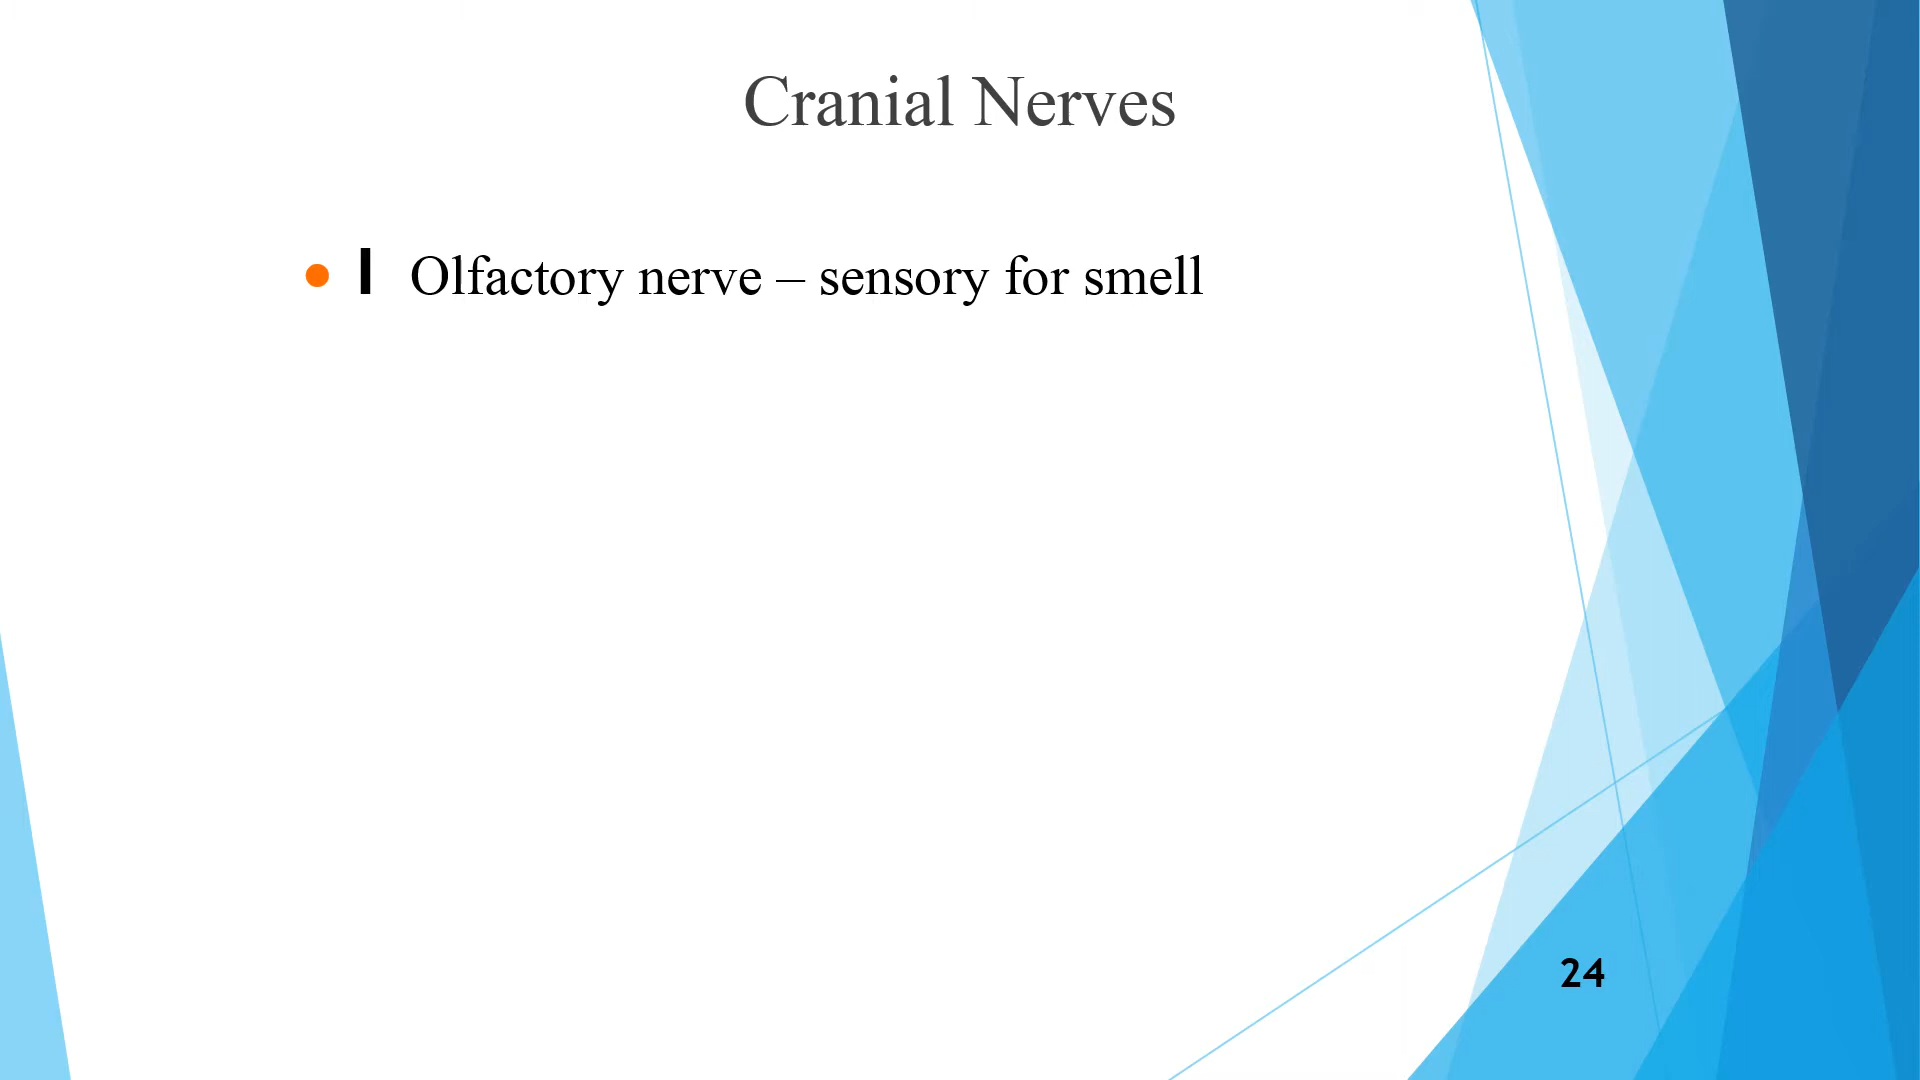 Cranial Nerves
• I Olfactory nerve – sensory for smell
24